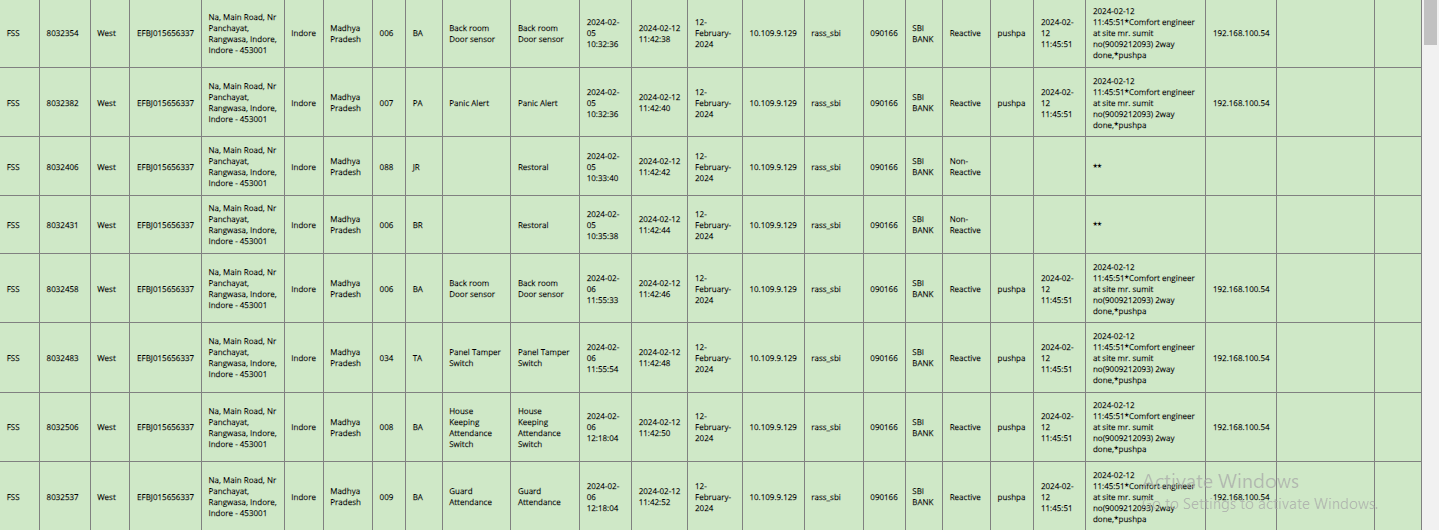 FSS
8032354
West
EFBJ015656337
Na, Main Road, Nr
Panchayat,
Rangwasa, Indore,
Indore - 453001
Indore
Madhya
Pradesh
006
BA
Back room
Door sensor
Back room
Door sensor
2024-02-
05
10:32:36
2024-02-12
11:42:38
12-
February-
2024
10.109.9.129
rass_sbi
090166
SBI
BANK
Reactive
pushpa
2024-02-
12
11:45:51
2024-02-12
11:45:51*Comfort engineer
at site mr. sumit
no(9009212093) 2way
done,*pushpa
192.168.100.54
FSS
8032382
West
EFBJ015656337
Na, Main Road, Nr
Panchayat,
Rangwasa, Indore,
Indore - 453001
Indore
Madhya
Pradesh
007
PA
Panic Alert
Panic Alert
2024-02-
05
10:32:36
2024-02-12
11:42:40
12-
February-
2024
10.109.9.129
rass_sbi
090166
SBI
BANK
Reactive
pushpa
2024-02-
12
11:45:51
2024-02-12
11:45:51*Comfort engineer
at site mr. sumit
no(9009212093) 2way
done,*pushpa
192.168.100.54
FSS
8032406
West
EFBJ015656337
Na, Main Road, Nr
Panchayat,
Rangwasa, Indore,
Indore - 453001
Indore
Madhya
Pradesh
088
JR
Restoral
2024-02-
05
10:33:40
2024-02-12
11:42:42
12-
February-
2024
10.109.9.129
rass_sbi
090166
SBI
BANK
Non-
Reactive
**
FSS
8032431
West
EFBJ015656337
Na, Main Road, Nr
Panchayat,
Rangwasa, Indore,
Indore - 453001
Indore
Madhya
Pradesh
006
BR
Restoral
2024-02-
05
10:35:38
2024-02-12
11:42:44
12-
February-
2024
10.109.9.129
rass_sbi
090166
SBI
BANK
Non-
Reactive
**
FSS
8032458
West
EFBJ015656337
Na, Main Road, Nr
Panchayat,
Rangwasa, Indore,
Indore - 453001
Indore
Madhya
Pradesh
006
BA
Back room
Door sensor
Back room
Door sensor
2024-02-
06
11:55:33
2024-02-12
11:42:46
12-
February-
2024
10.109.9.129
rass_sbi
090166
SBI
BANK
Reactive
pushpa
2024-02-
12
11:45:51
2024-02-12
11:45:51*Comfort engineer
at site mr. sumit
no(9009212093) 2way
done,*pushpa
192.168.100.54
FSS
8032483
West
EFBJ015656337
Na, Main Road, Nr
Panchayat,
Rangwasa, Indore,
Indore - 453001
Indore
Madhya
Pradesh
034
TA
Panel Tamper
Switch
Panel Tamper
Switch
2024-02-
06
11:55:54
2024-02-12
11:42:48
12-
February-
2024
10.109.9.129
rass_sbi
090166
SBI
BANK
Reactive
pushpa
2024-02-
12
11:45:51
2024-02-12
11:45:51*Comfort engineer
at site mr. sumit
no(9009212093) 2way
done,*pushpa
192.168.100.54
FSS
8032506
West
EFBJ015656337
Na, Main Road, Nr
Panchayat,
Rangwasa, Indore,
Indore - 453001
Indore
Madhya
Pradesh
008
BA
House
Keeping
Attendance
Switch
House
Keeping
Attendance
Switch
2024-02-
06
12:18:04
2024-02-12
11:42:50
12-
February-
2024
10.109.9.129
rass_sbi
090166
SBI
BANK
Reactive
pushpa
2024-02-
12
11:45:51
2024-02-12
11:45:51*Comfort engineer
at site mr. sumit
no(9009212093) 2way
done,*pushpa
192.168.100.54
FSS
8032537
West
EFBJ015656337
Na, Main Road, Nr
Panchayat,
Rangwasa, Indore,
Indore - 453001
Indore
Madhya
Pradesh
009
BA
Guard
Attendance
Guard
Attendance
2024-02-
06
12:18:04
2024-02-12
11:42:52
12-
February-
2024
10.109.9.129
rass_sbi
090166
SBI
BANK
Reactive
pushpa
2024-02-
12
11:45:51
2024-02-12
11:45:51*Comfort engineer
at site mr. sumit
no(9009212093) 2way
done,*pushpa
192.168.100.54
Activate Windows
Go to Settings to activate Windows.